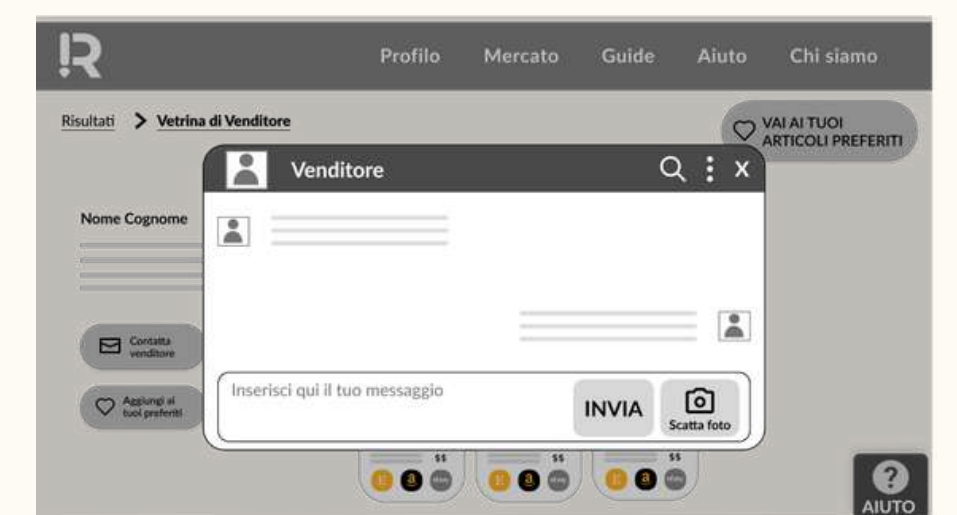 R
Profilo Mercato Guide Aiuto Chi siamo
Risultati > Vetrina di Venditore
VAI AI TUOI
ARTICOLI PREFERITI
Venditore X
Nome Cognome
Contatta
venditore
Aggiungi ai
tuoi preferiti
Inserisci qui il tuo messaggio
INVIA
Scatta foto
$$ $$ $$
E a E a E a
?
AIUTO